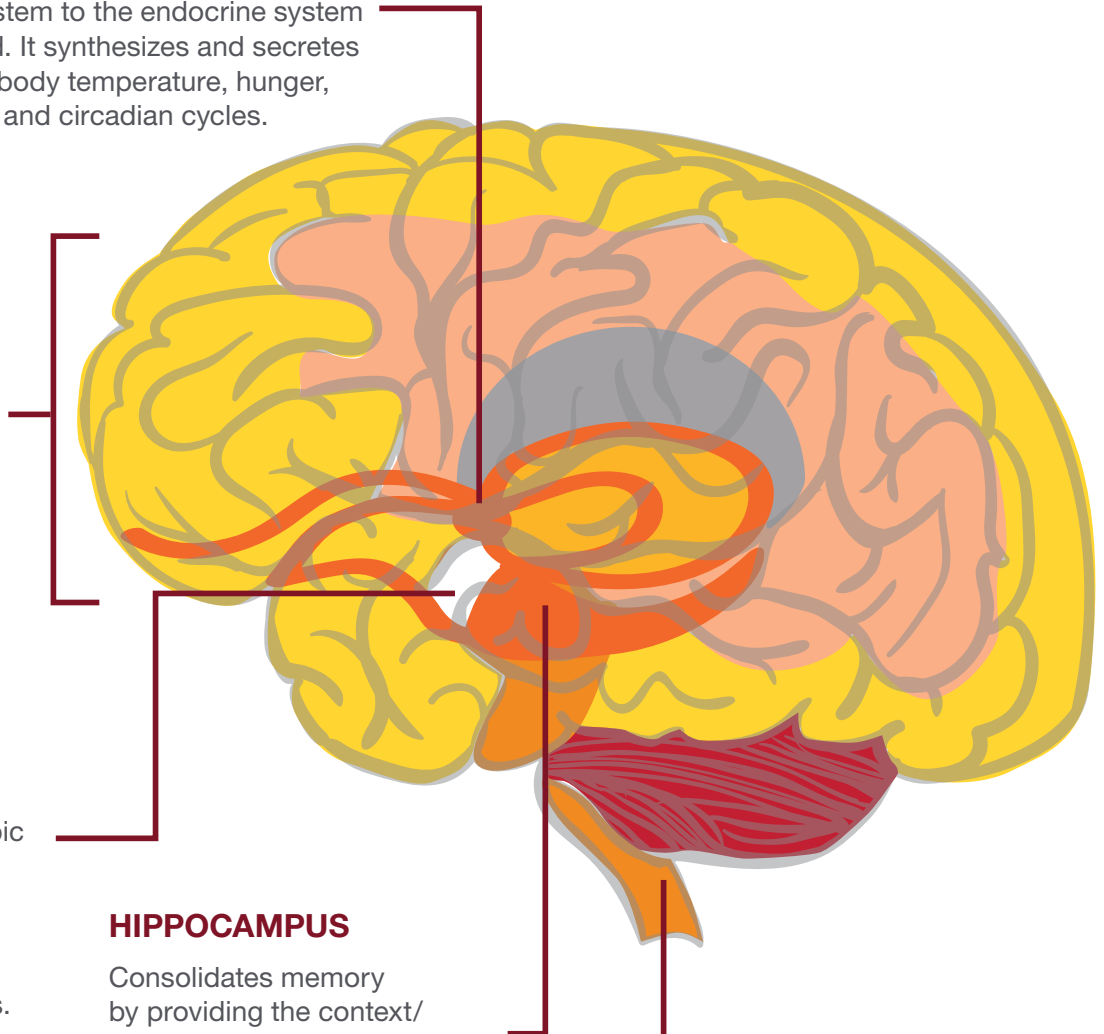 to the endocrine system
It synthesizes and secretes
body temperature, hunger,
and circadian cycles.
HIPPOCAMPUS
Consolidates memory
by providing the context/